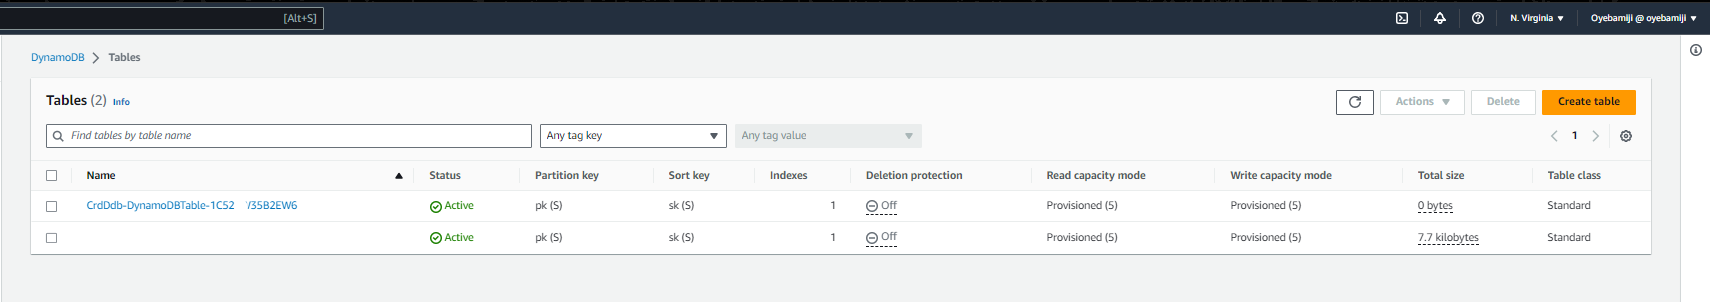 [Alt+S]
N. Virginia
Oyebamiji @ oyebamiji
DynamoDB > Tables
Tables (2) Info
Actions
Delete
Create table
Find tables by table name
Any tag key
Any tag value
1
Name Status Partition key Sort key Indexes Deletion protection Read capacity mode Write capacity mode Total size Table class
CrdDdb-DynamoDBTable-1C52 /35B2EW6 Active pk (S) sk (S) 1 Off Provisioned (5) Provisioned (5) 0 bytes Standard
Active pk (S) sk (S) 1 Off Provisioned (5) Provisioned (5) 7.7 kilobytes Standard